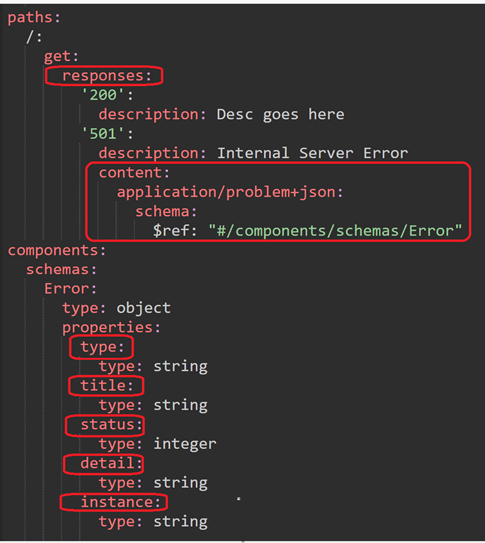 paths:
  /:
    get:
      responses:
        '200':
          description: Desc goes here
        '501':
          description: Internal Server Error
          content:
            application/problem+json:
              schema:
                $ref: "#/components/schemas/Error"
components:
  schemas:
    Error:
      type: object
      properties:
        type:
          type: string
        title:
          type: string
        status:
          type: integer
        detail:
          type: string
        instance:
          type: string